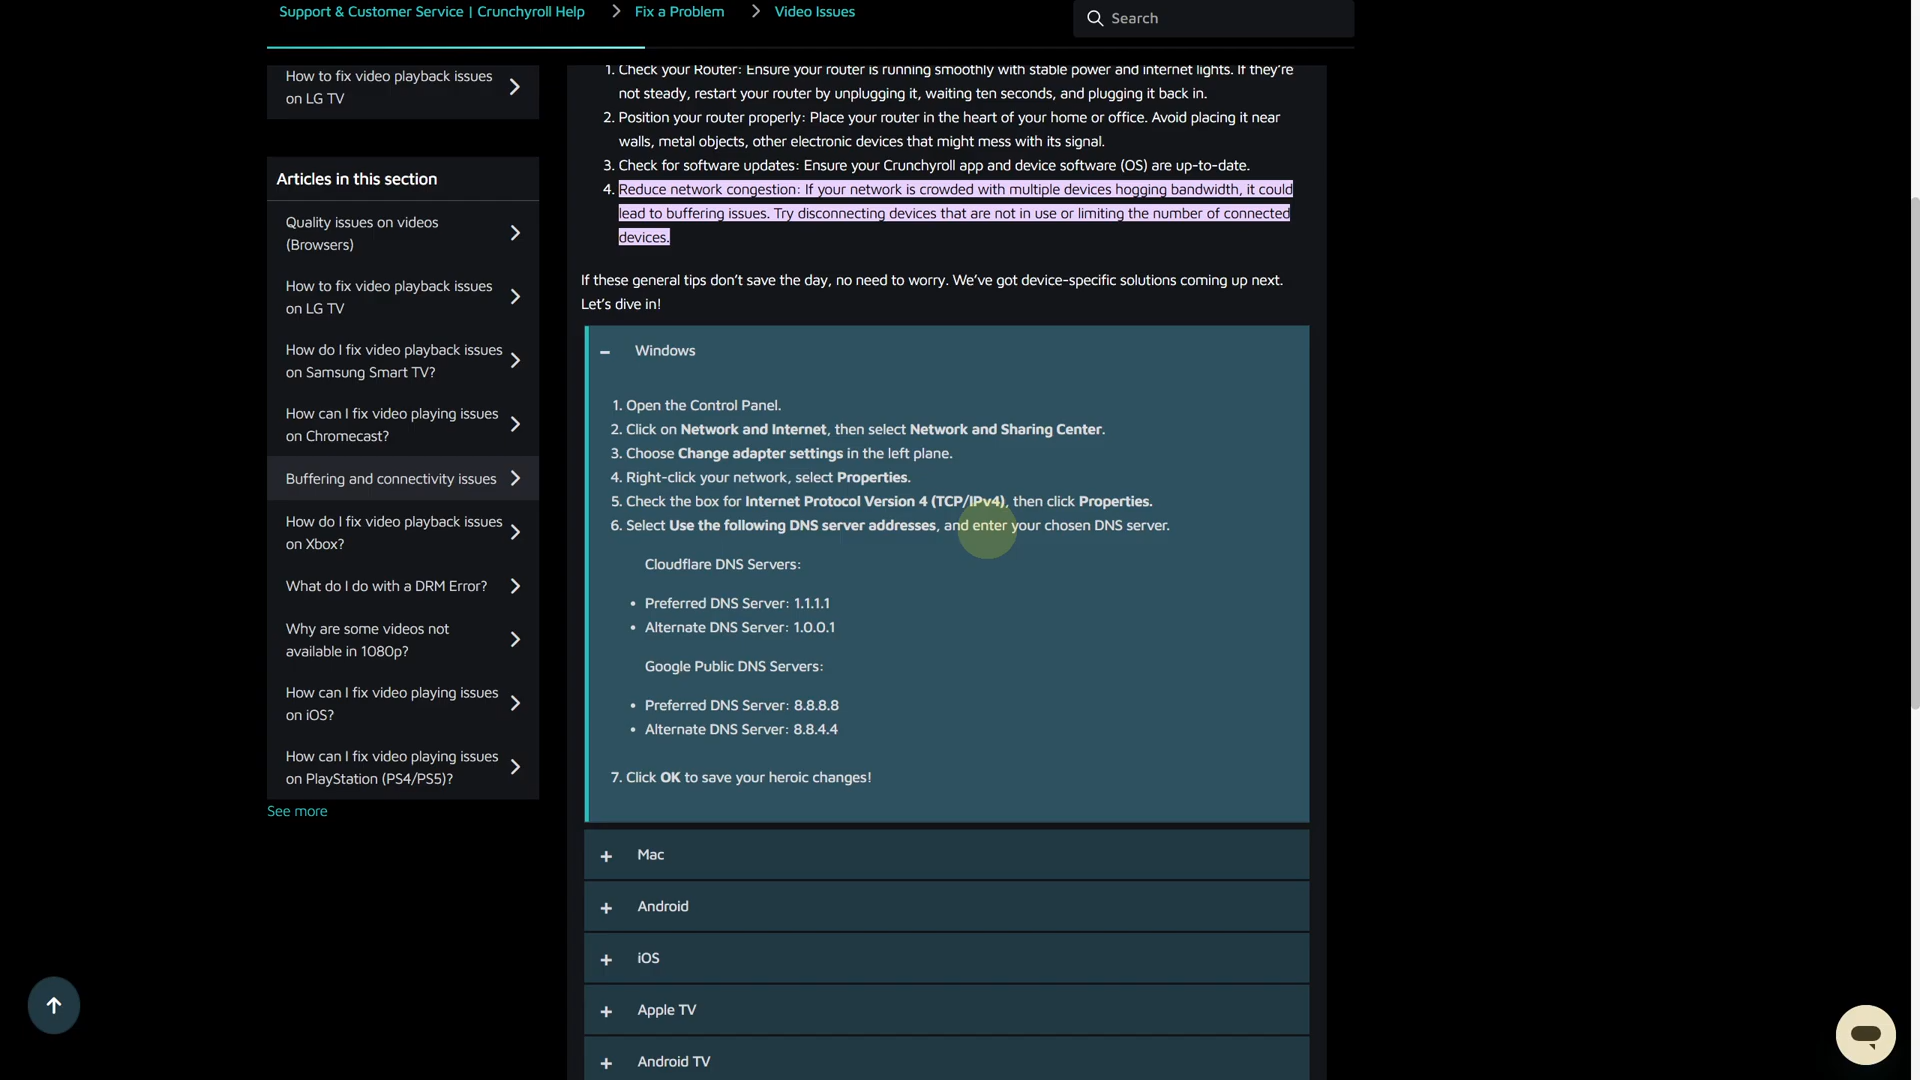 Support & Customer Service | Crunchyroll Help
Fix a Problem
Video Issues
Search
How to fix video playback issues
on LG TV
Articles in this section
Quality issues on videos
(Browsers)
How to fix video playback issues
on LG TV
How do I fix video playback issues
on Samsung Smart TV?
How can I fix video playing issues
on Chromecast?
Buffering and connectivity issues
How do I fix video playback issues
on Xbox?
What do I do with a DRM Error?
Why are some videos not
available in 1080p?
How can I fix video playing issues
on iOS?
How can I fix video playing issues
on PlayStation (PS4/PS5)?
See more
1. Check your Router: Ensure your router is running smoothly with stable power and internet lights. If they're
not steady, restart your router by unplugging it, waiting ten seconds, and plugging it back in.
2. Position your router properly: Place your router in the heart of your home or office. Avoid placing it near
walls, metal objects, other electronic devices that might mess with its signal.
3. Check for software updates: Ensure your Crunchyroll app and device software (OS) are up-to-date.
4. Reduce network congestion: If your network is crowded with multiple devices hogging bandwidth, it could
lead to buffering issues. Try disconnecting devices that are not in use or limiting the number of connected
devices.
If these general tips don't save the day, no need to worry. We've got device-specific solutions coming up next.
Let's dive in!
Windows
1. Open the Control Panel.
2. Click on Network and Internet, then select Network and Sharing Center.
3. Choose Change adapter settings in the left plane.
4. Right-click your network, select Properties.
5. Check the box for Internet Protocol Version 4 (TCP/IPv4), then click Properties.
6. Select Use the following DNS server addresses, and enter your chosen DNS server.
Cloudflare DNS Servers:
• Preferred DNS Server: 1.1.1.1
• Alternate DNS Server: 1.0.0.1
Google Public DNS Servers:
• Preferred DNS Server: 8.8.8.8
• Alternate DNS Server: 8.8.4.4
7. Click OK to save your heroic changes!
Mac
Android
iOS
Apple TV
Android TV